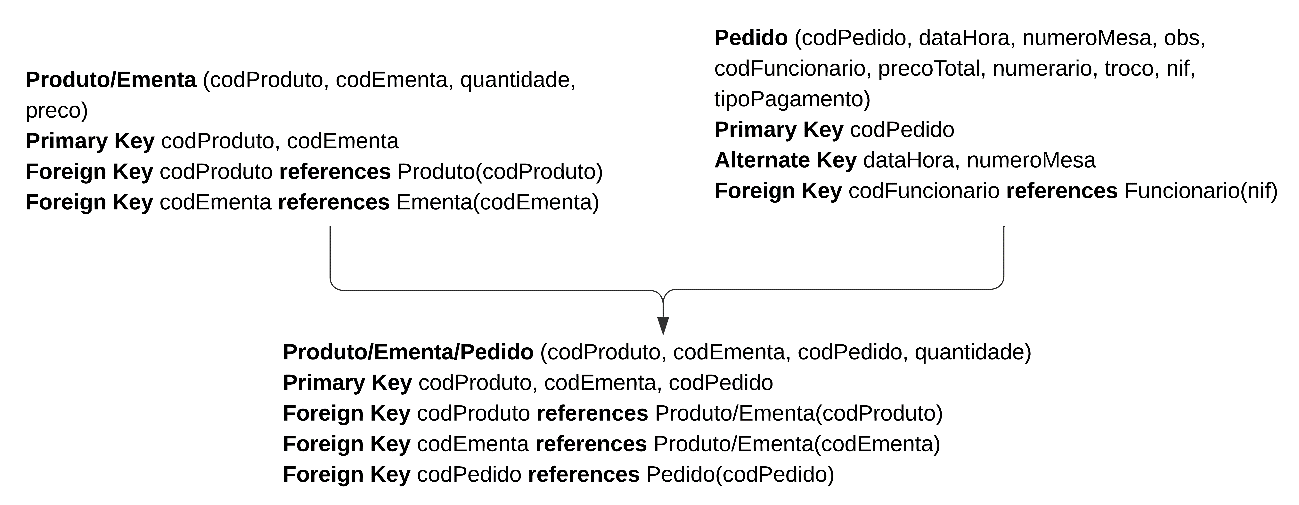 Produto/Ementa (codProduto, codEmenta, quantidade,
preco)
Primary Key codProduto, codEmenta
Foreign Key codProduto references Produto(codProduto)
Foreign Key codEmenta references Ementa(codEmenta)
Pedido (codPedido, dataHora, numeroMesa, obs,
codFuncionario, precoTotal, numerario, troco, nif,
tipoPagamento)
Primary Key codPedido
Alternate Key dataHora, numeroMesa
Foreign Key codFuncionario references Funcionario(nif)
Produto/Ementa/Pedido (codProduto, codEmenta, codPedido, quantidade)
Primary Key codProduto, codEmenta, codPedido
Foreign Key codProduto references Produto/Ementa(codProduto)
Foreign Key codEmenta references Produto/Ementa(codEmenta)
Foreign Key codPedido references Pedido(codPedido)